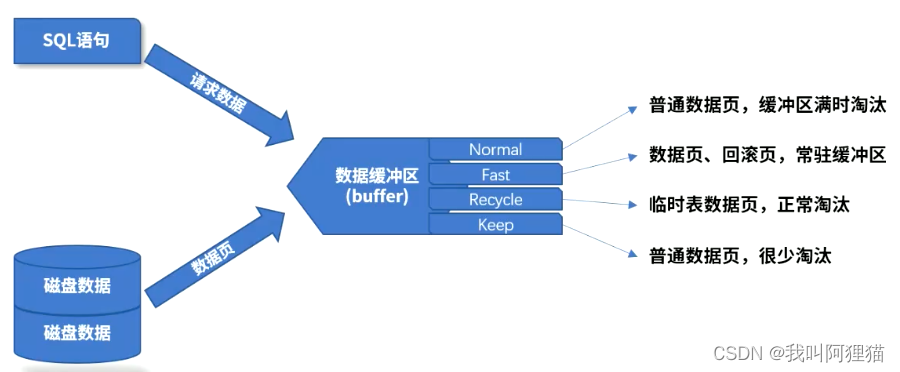 SQL语句
请求数据
数据缓冲区
(buffer)
Normal
Fast
Recycle
Keep
普通数据页，缓冲区满时淘汰
数据页、回滚页，常驻缓冲区
临时表数据页，正常淘汰
普通数据页，很少淘汰
数据页
磁盘数据
磁盘数据
CSDN @我叫阿狸猫